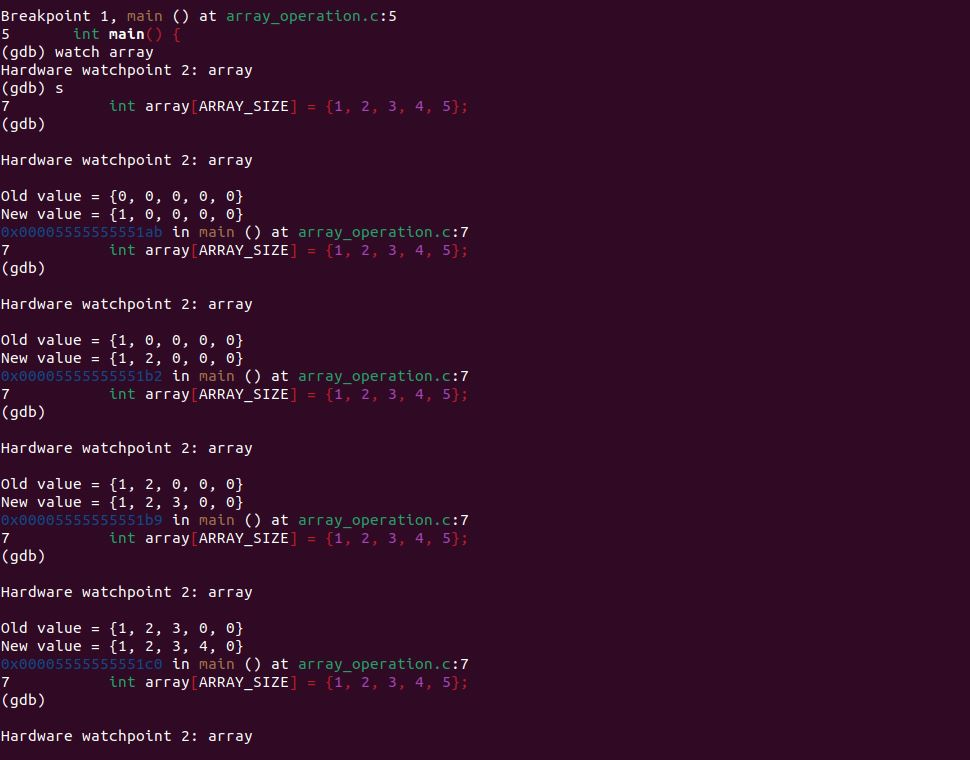 Breakpoint 1, main () at array_operation.c:5
5       int main() {
(gdb) watch array
Hardware watchpoint 2: array
(gdb) s
7           int array[ARRAY_SIZE] = {1, 2, 3, 4, 5};
(gdb)
Hardware watchpoint 2: array
Old value = {0, 0, 0, 0, 0}
New value = {1, 0, 0, 0, 0}
0x00005555555551ab in main () at array_operation.c:7
7           int array[ARRAY_SIZE] = {1, 2, 3, 4, 5};
(gdb)
Hardware watchpoint 2: array
Old value = {1, 0, 0, 0, 0}
New value = {1, 2, 0, 0, 0}
0x00005555555551b2 in main () at array_operation.c:7
7           int array[ARRAY_SIZE] = {1, 2, 3, 4, 5};
(gdb)
Hardware watchpoint 2: array
Old value = {1, 2, 0, 0, 0}
New value = {1, 2, 3, 0, 0}
0x00005555555551b9 in main () at array_operation.c:7
7           int array[ARRAY_SIZE] = {1, 2, 3, 4, 5};
(gdb)
Hardware watchpoint 2: array
Old value = {1, 2, 3, 0, 0}
New value = {1, 2, 3, 4, 0}
0x00005555555551c0 in main () at array_operation.c:7
7           int array[ARRAY_SIZE] = {1, 2, 3, 4, 5};
(gdb)
Hardware watchpoint 2: array